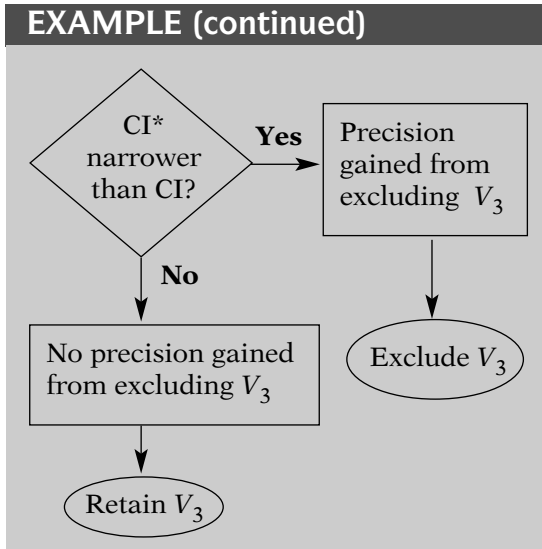 EXAMPLE (continued)
CI*
narrower
than CI?
Yes
Precision
gained from
excluding V₃
No
No precision gained
from excluding V₃
Exclude V₃
Retain V₃